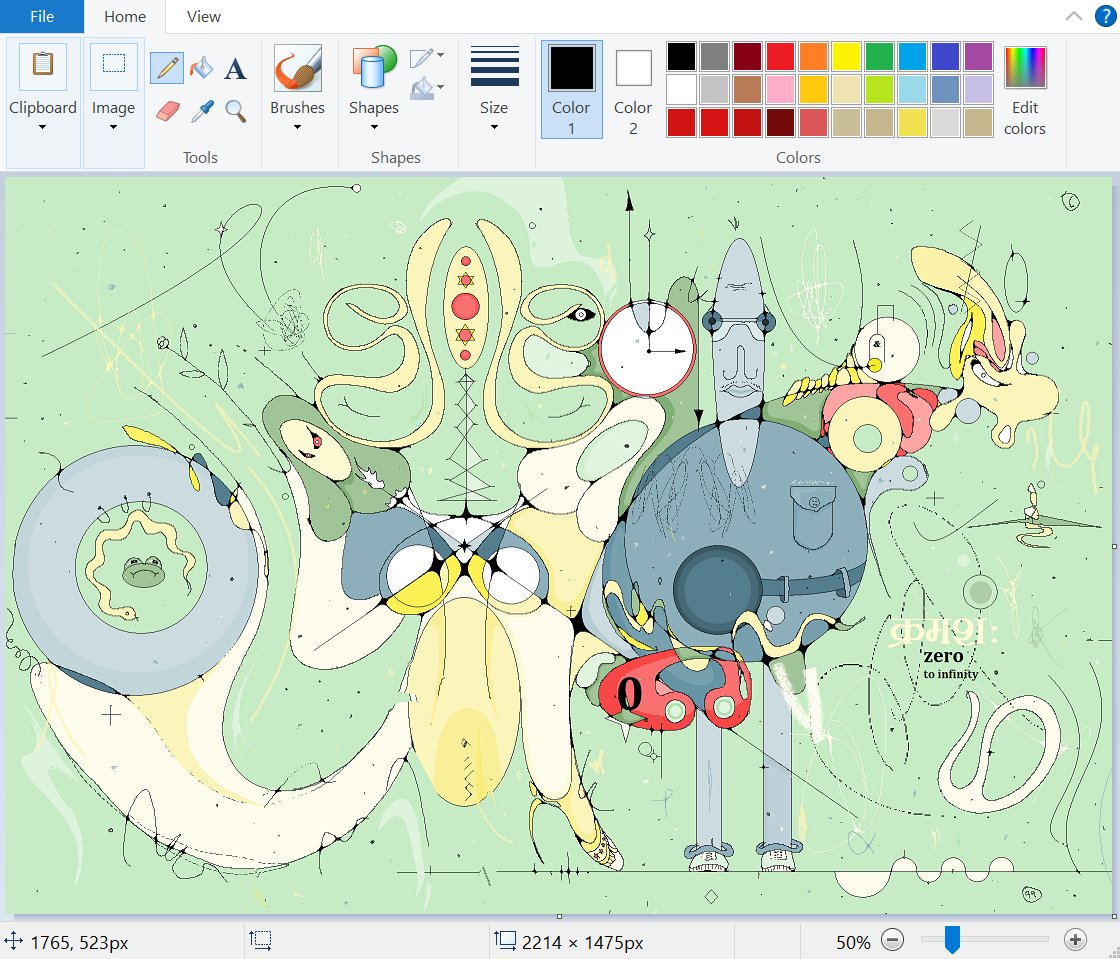 File Home View ?
Clipboard Image Tools Brushes Shapes Shapes Size Color 1 Color 2 Edit colors Colors
A
&
0
zero
to infinity
1765, 523px 2214 × 1475px 50%